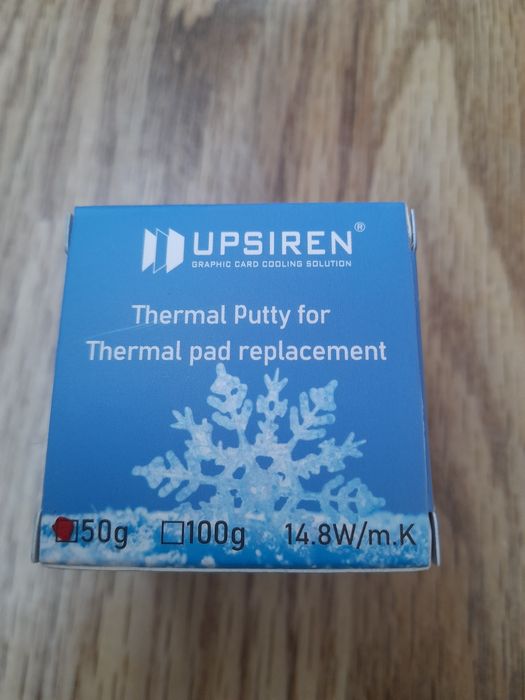 UPSIREN®
GRAPHIC CARD COOLING SOLUTION
Thermal Putty for
Thermal pad replacement
50g 100g 14.8W/m.K